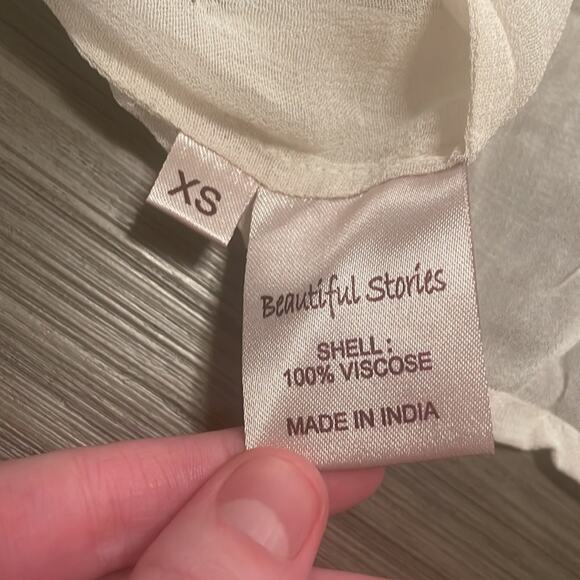 XS
Beautiful Stories
SHELL:
100% VISCOSE
MADE IN INDIA